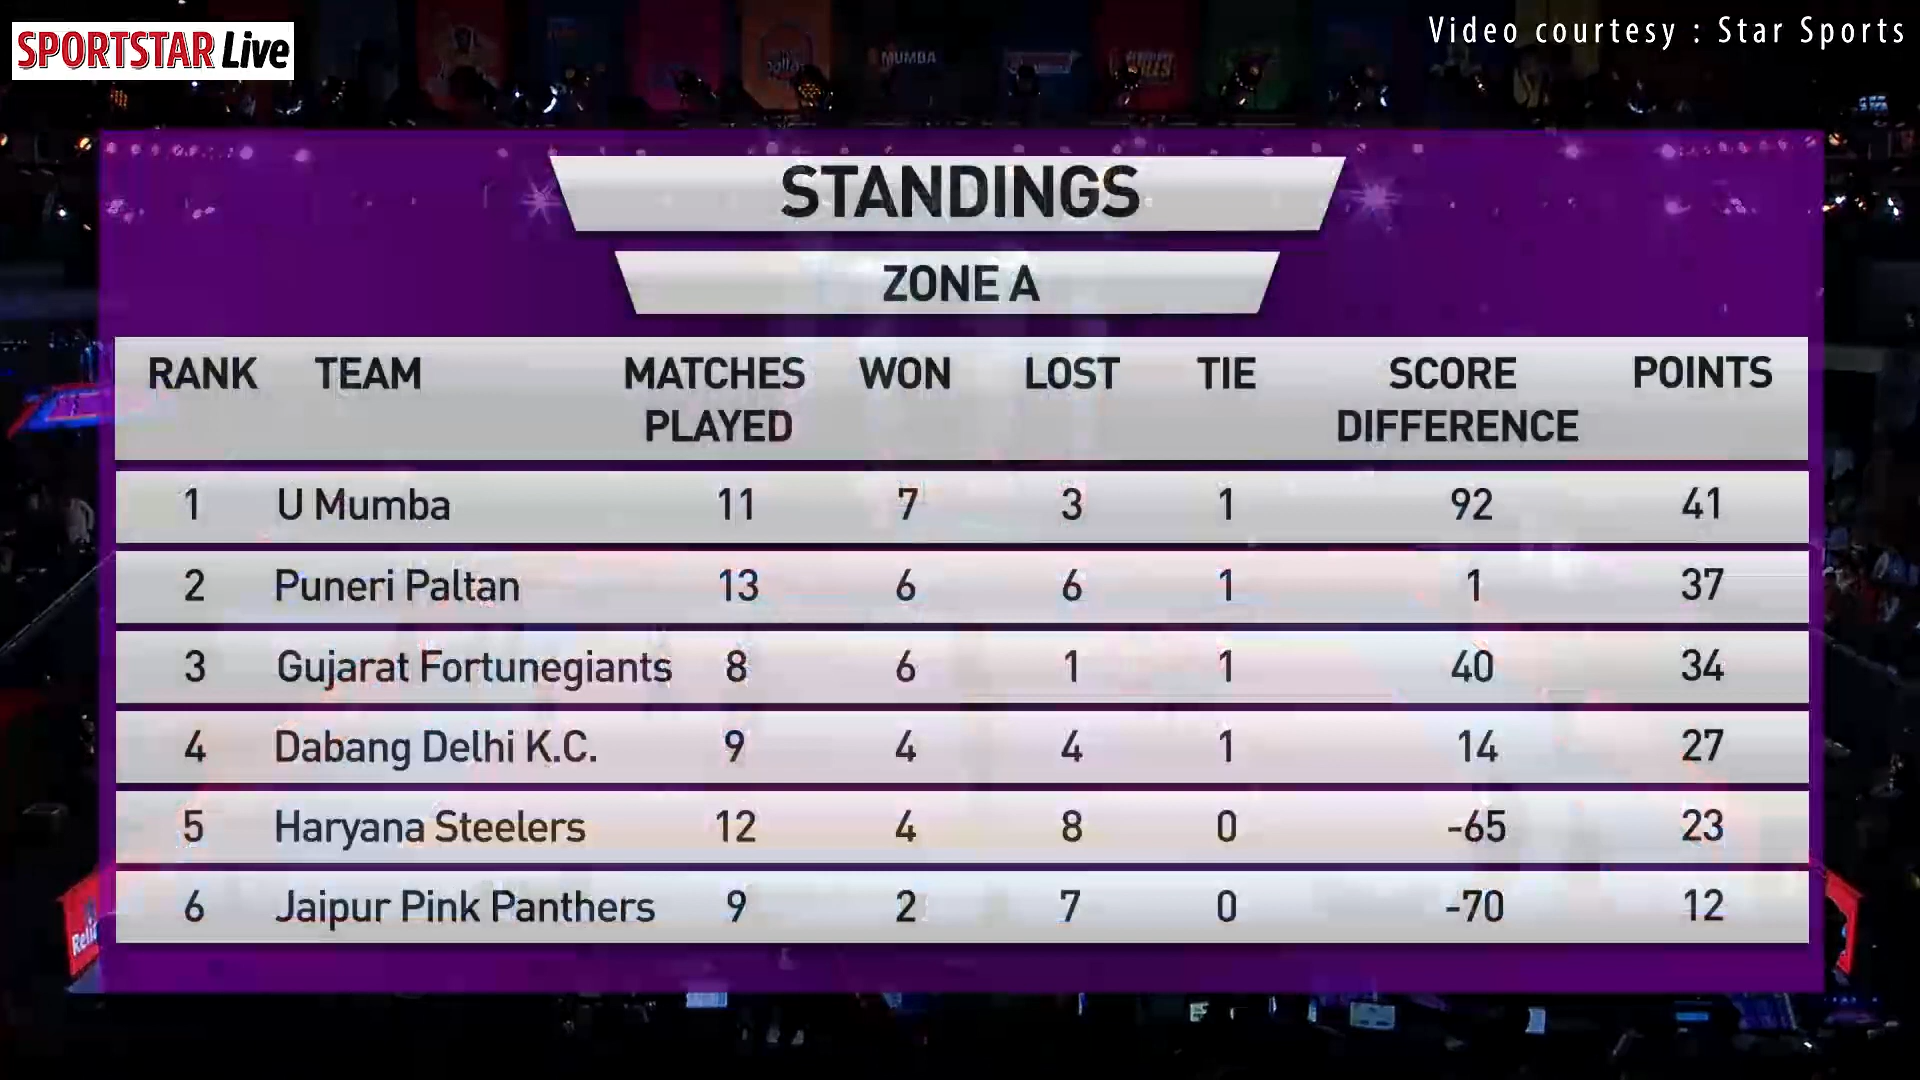 SPORTSTAR Live
Video courtesy : Star Sports
MUMBA
STANDINGS
ZONE A
RANK TEAM MATCHES PLAYED WON LOST TIE SCORE DIFFERENCE POINTS
1 U Mumba 11 7 3 1 92 41
2 Puneri Paltan 13 6 6 1 1 37
3 Gujarat Fortunegiants 8 6 1 1 40 34
4 Dabang Delhi K.C. 9 4 4 1 14 27
5 Haryana Steelers 12 4 8 0 -65 23
6 Jaipur Pink Panthers 9 2 7 0 -70 12